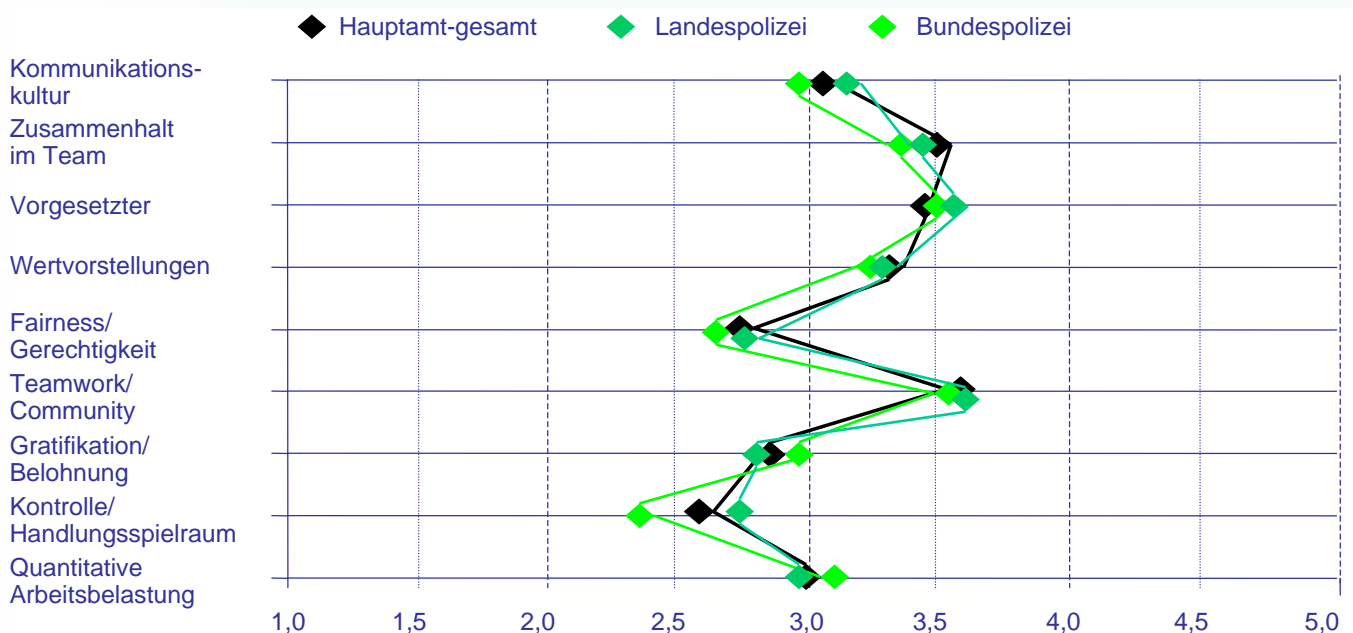 Hauptamt-gesamt Landespolizei Bundespolizei
Kommunikations-
kultur
Zusammenhalt
im Team
Vorgesetzter
Wertvorstellungen
Fairness/
Gerechtigkeit
Teamwork/
Community
Gratifikation/
Belohnung
Kontrolle/
Handlungsspielraum
Quantitative
Arbeitsbelastung
1,0 1,5 2,0 2,5 3,0 3,5 4,0 4,5 5,0